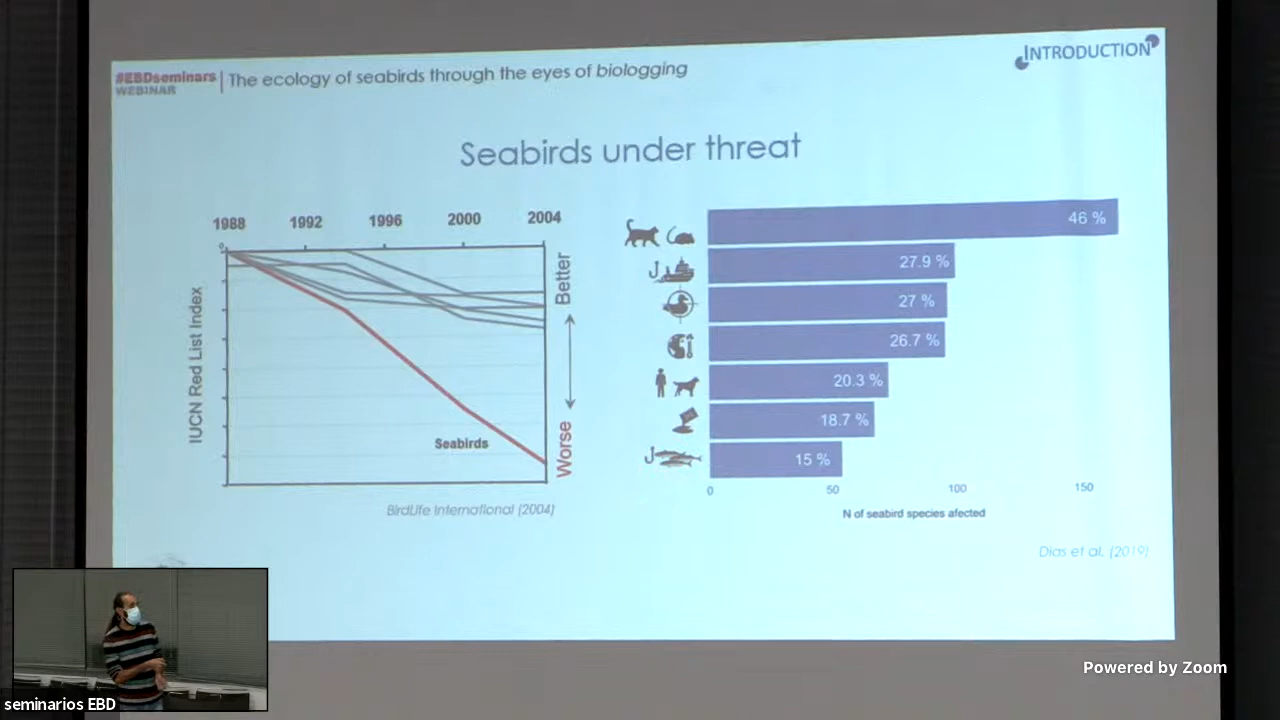 #EBDseminars
WEBINAR
The ecology of seabirds through the eyes of biologging
INTRODUCTION
Seabirds under threat
1988 1992 1996 2000 2004
0
IUCN Red List Index
Better
Worse
Seabirds
BirdLife International (2004)
46 %
27.9 %
27 %
26.7 %
20.3 %
18.7 %
15 %
0 50 100 150
N of seabird species affected
Dias et al. (2019)
Powered by Zoom
seminarios EBD